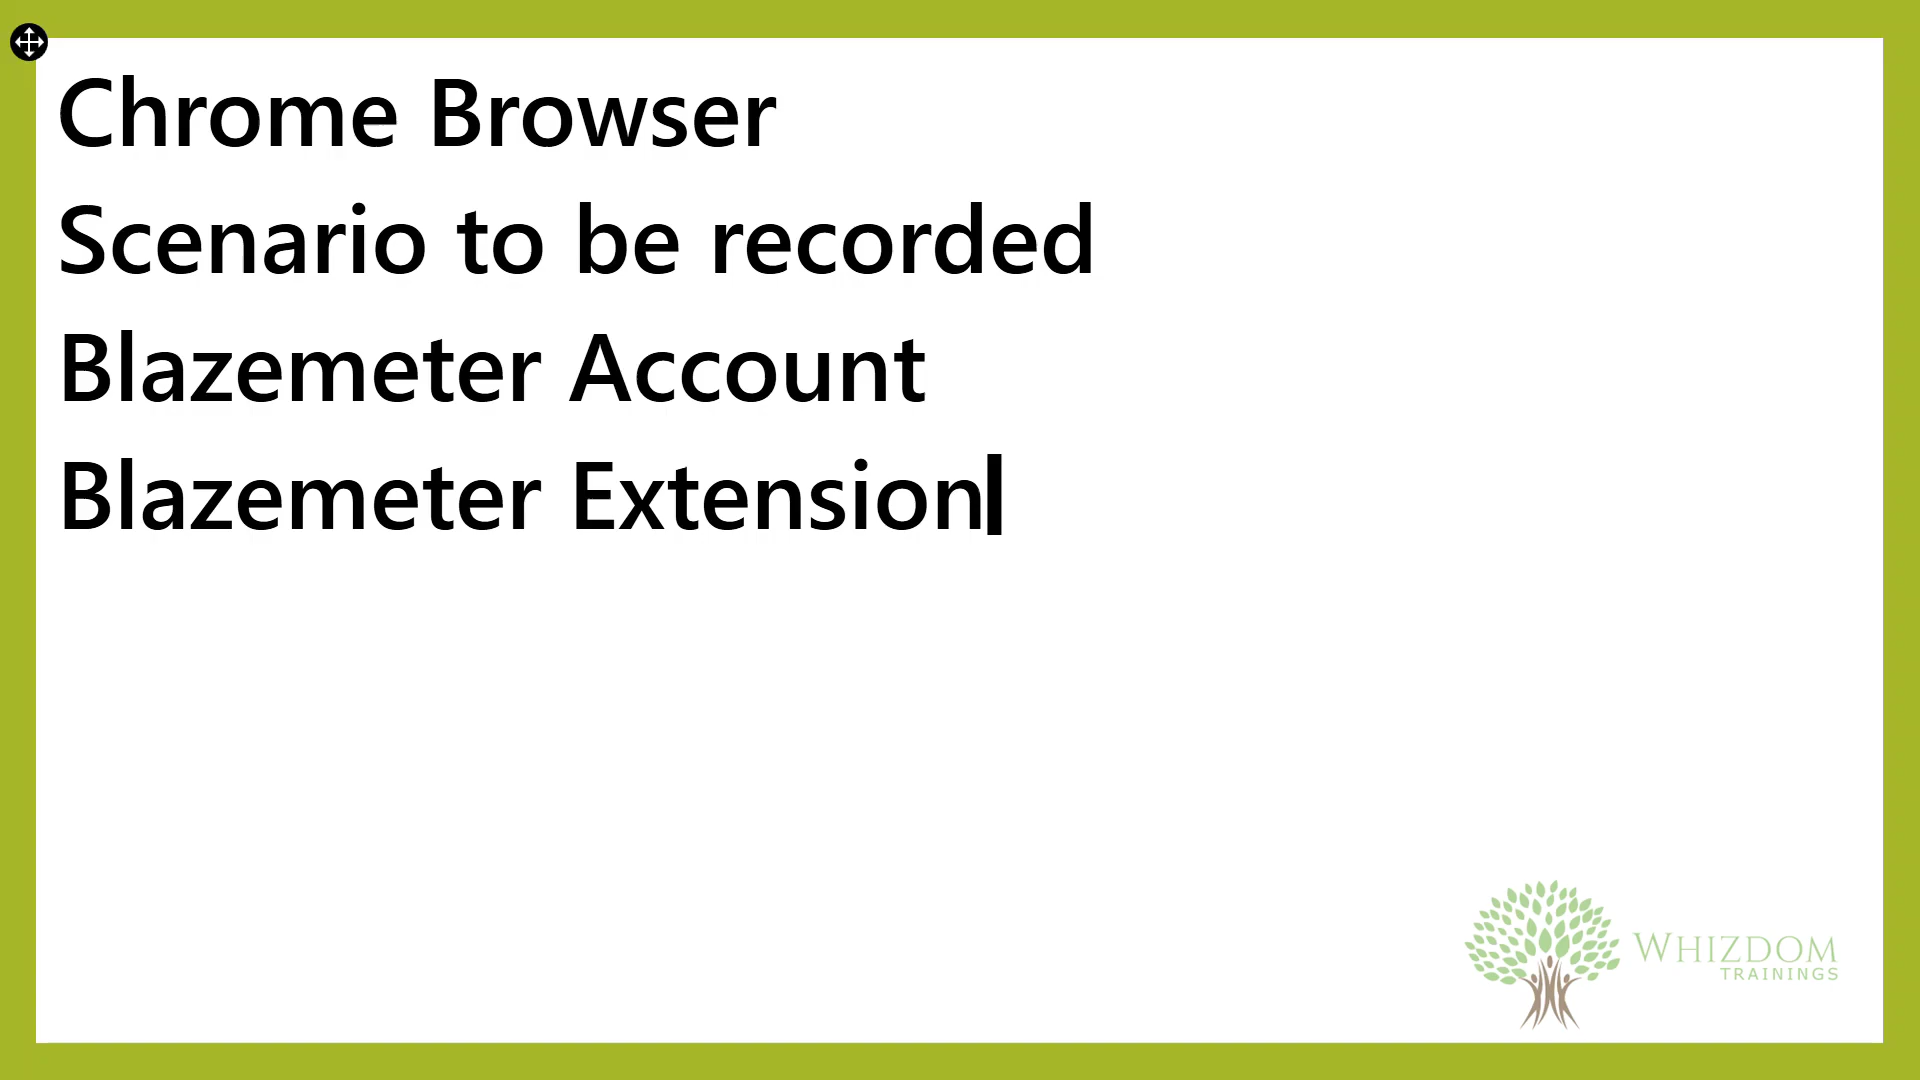 Chrome Browser
Scenario to be recorded
Blazemeter Account
Blazemeter Extension
WHIZDOM
TRAININGS